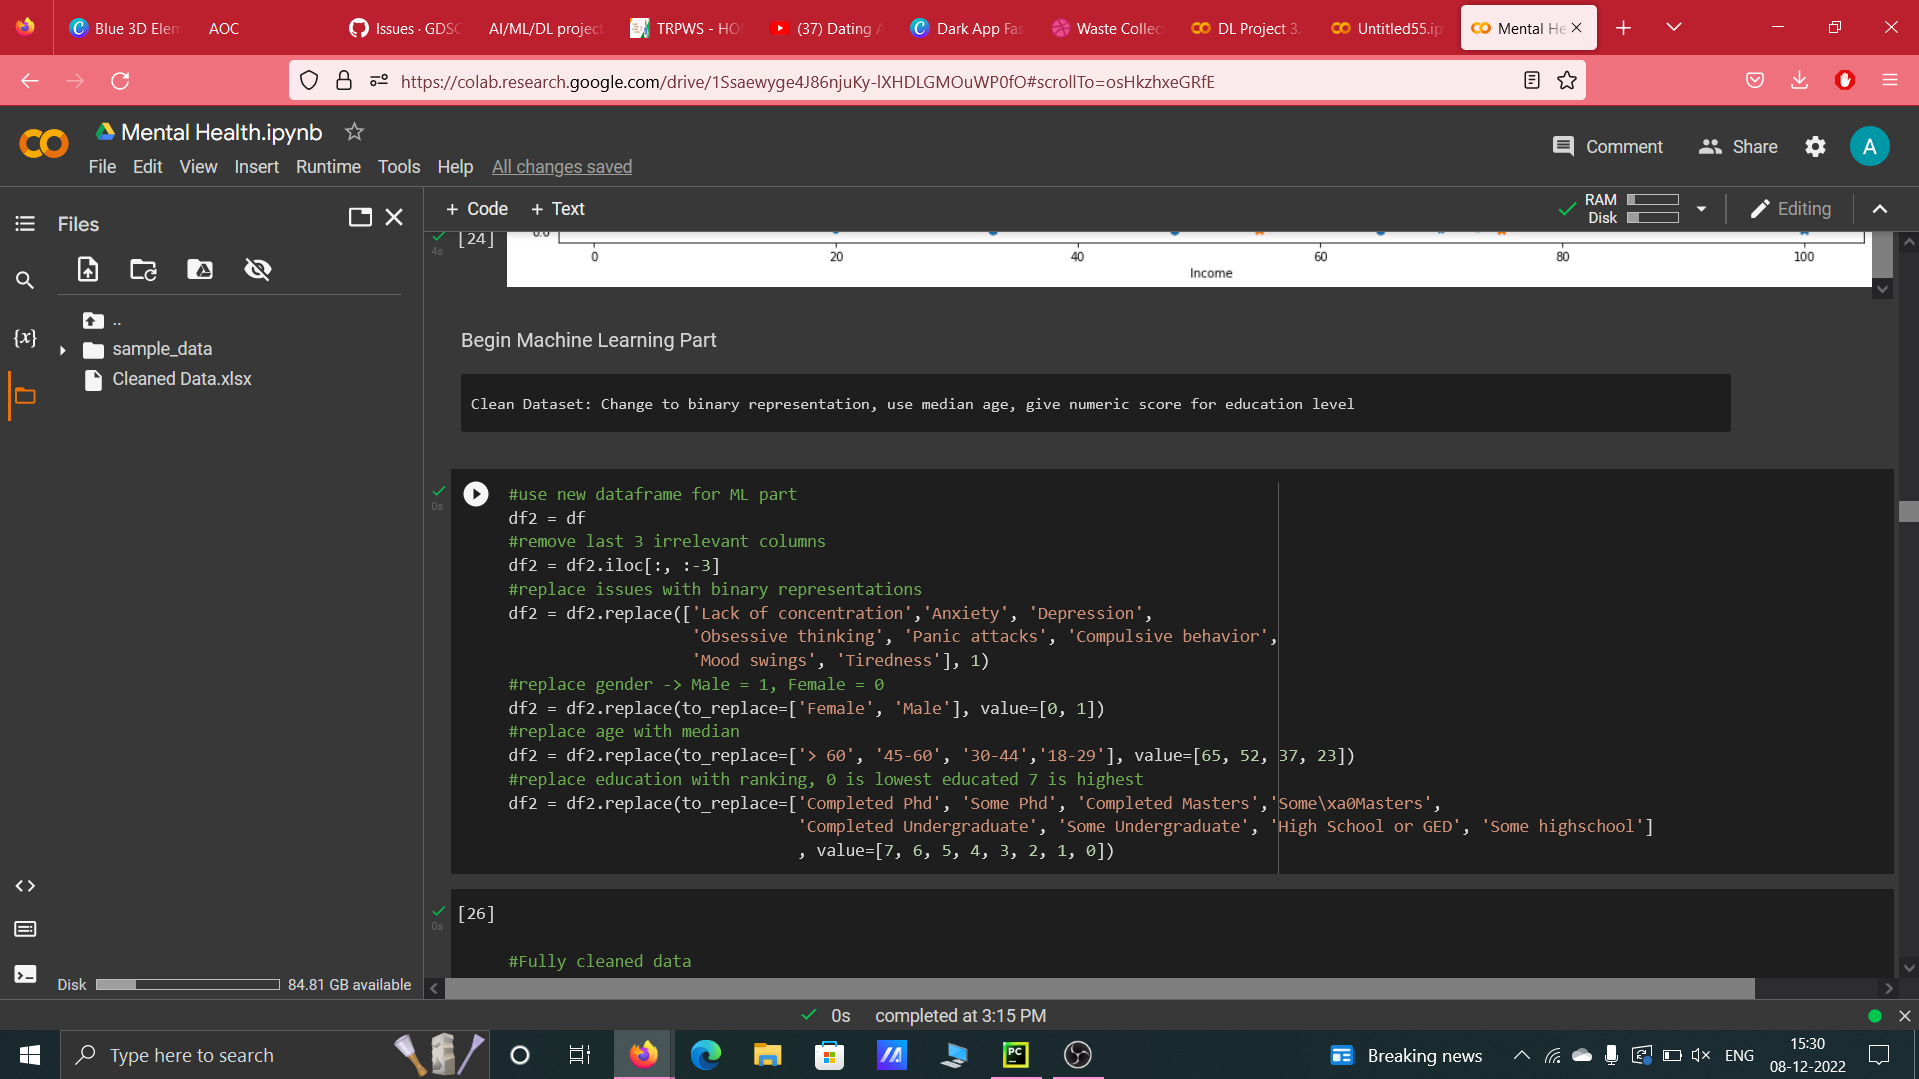 Blue 3D Elem
AOC
Issues · GDSC
AI/ML/DL project
TRPWS - HO
(37) Dating A
Dark App Fas
Waste Collec
DL Project 3.
Untitled55.ip
Mental He
https://colab.research.google.com/drive/1Ssaewyge4J86njuKy-lXHDLGMOuWP0fO#scrollTo=osHkzhxeGRfE
Mental Health.ipynb
Comment
Share
A
File Edit View Insert Runtime Tools Help All changes saved
Files
+ Code + Text
RAM
Disk
Editing
4s
[24]
0.0
0 20 40 60 80 100
Income
{x}
..
sample_data
Cleaned Data.xlsx
Begin Machine Learning Part
Clean Dataset: Change to binary representation, use median age, give numeric score for education level
0s
#use new dataframe for ML part
df2 = df
#remove last 3 irrelevant columns
df2 = df2.iloc[:, :-3]
#replace issues with binary representations
df2 = df2.replace(['Lack of concentration','Anxiety', 'Depression',
'Obsessive thinking', 'Panic attacks', 'Compulsive behavior',
'Mood swings', 'Tiredness'], 1)
#replace gender -> Male = 1, Female = 0
df2 = df2.replace(to_replace=['Female', 'Male'], value=[0, 1])
#replace age with median
df2 = df2.replace(to_replace=['> 60', '45-60', '30-44','18-29'], value=[65, 52, 37, 23])
#replace education with ranking, 0 is lowest educated 7 is highest
df2 = df2.replace(to_replace=['Completed Phd', 'Some Phd', 'Completed Masters','Some\xa0Masters',
'Completed Undergraduate', 'Some Undergraduate', 'High School or GED', 'Some highschool']
, value=[7, 6, 5, 4, 3, 2, 1, 0])
0s
[26]
#Fully cleaned data
Disk
84.81 GB available
0s completed at 3:15 PM
Type here to search
PC
Breaking news
ENG
15:30
08-12-2022